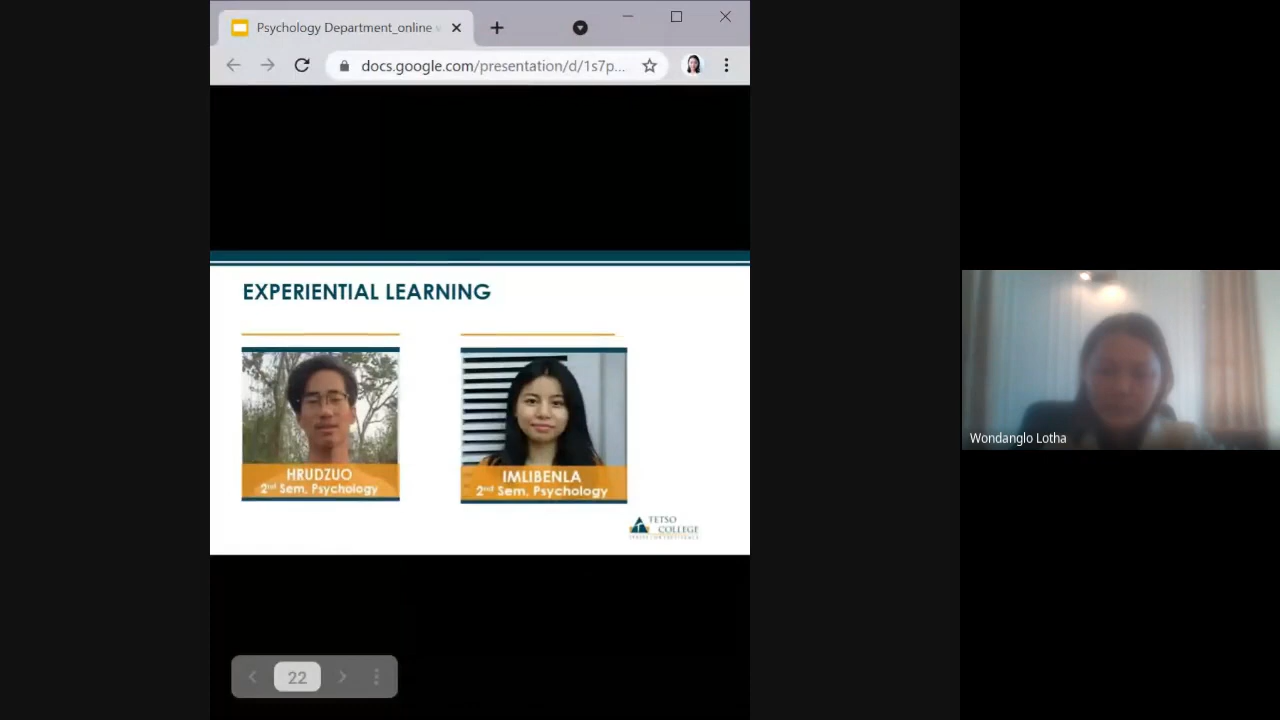 Psychology Department_online
docs.google.com/presentation/d/1s7p...
EXPERIENTIAL LEARNING
HRUDZUO
2nd Sem, Psychology
IMLIBENLA
2nd Sem, Psychology
TETSO
COLLEGE
22
Wondanglo Lotha